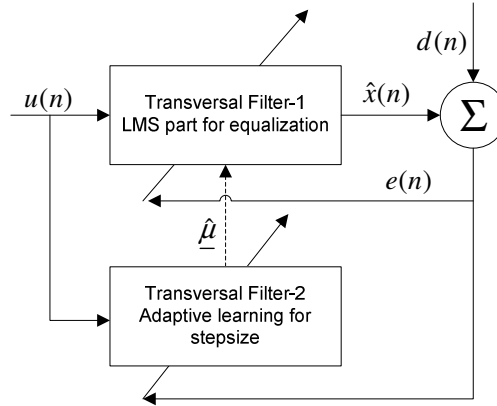 d(n)
u(n)
Transversal Filter-1
LMS part for equalization
x̂(n)
Σ
e(n)
μ̂
Transversal Filter-2
Adaptive learning for
stepsize